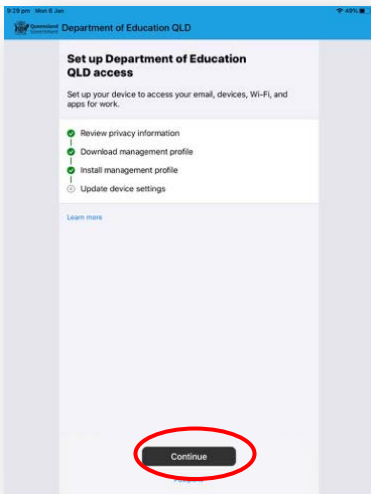 9:29 pm Mon 6 Jan
49%
Queensland Government
Department of Education QLD
Set up Department of Education
QLD access
Set up your device to access your email, devices, Wi-Fi, and
apps for work.
Review privacy information
Download management profile
Install management profile
Update device settings
Learn more
Continue